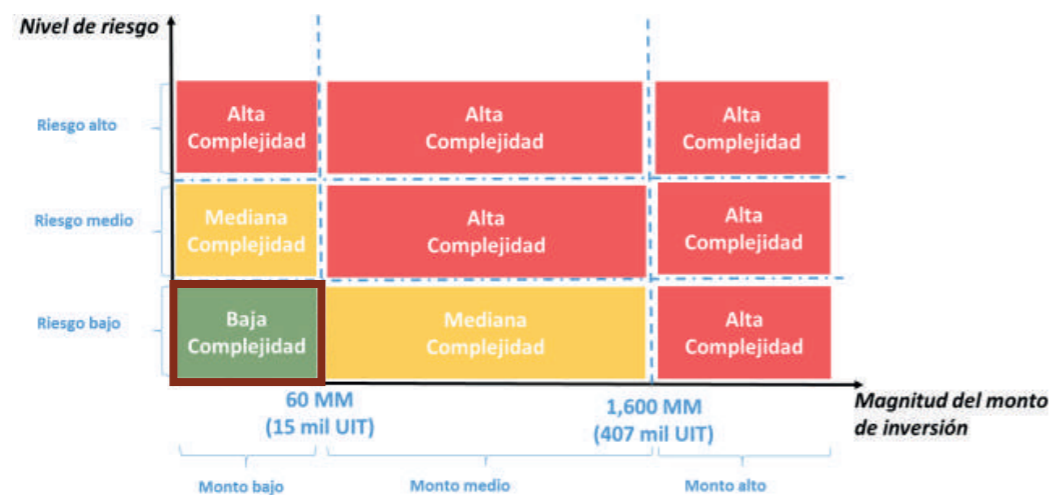 Nivel de riesgo
Riesgo alto
Alta
Complejidad
Alta
Complejidad
Alta
Complejidad
Riesgo medio
Mediana
Complejidad
Alta
Complejidad
Alta
Complejidad
Riesgo bajo
Baja
Complejidad
Mediana
Complejidad
Alta
Complejidad
60 MM
(15 mil UIT)
1,600 MM
(407 mil UIT)
Magnitud del monto
de inversión
Monto bajo
Monto medio
Monto alto